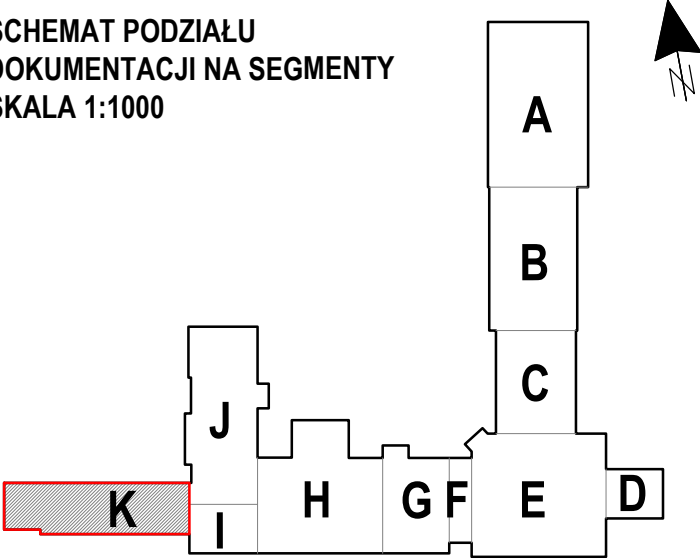 SCHEMAT PODZIAŁU
DOKUMENTACJI NA SEGMENTY
SKALA 1:1000
N
A
B
C
J
K
I
H
G
F
E
D